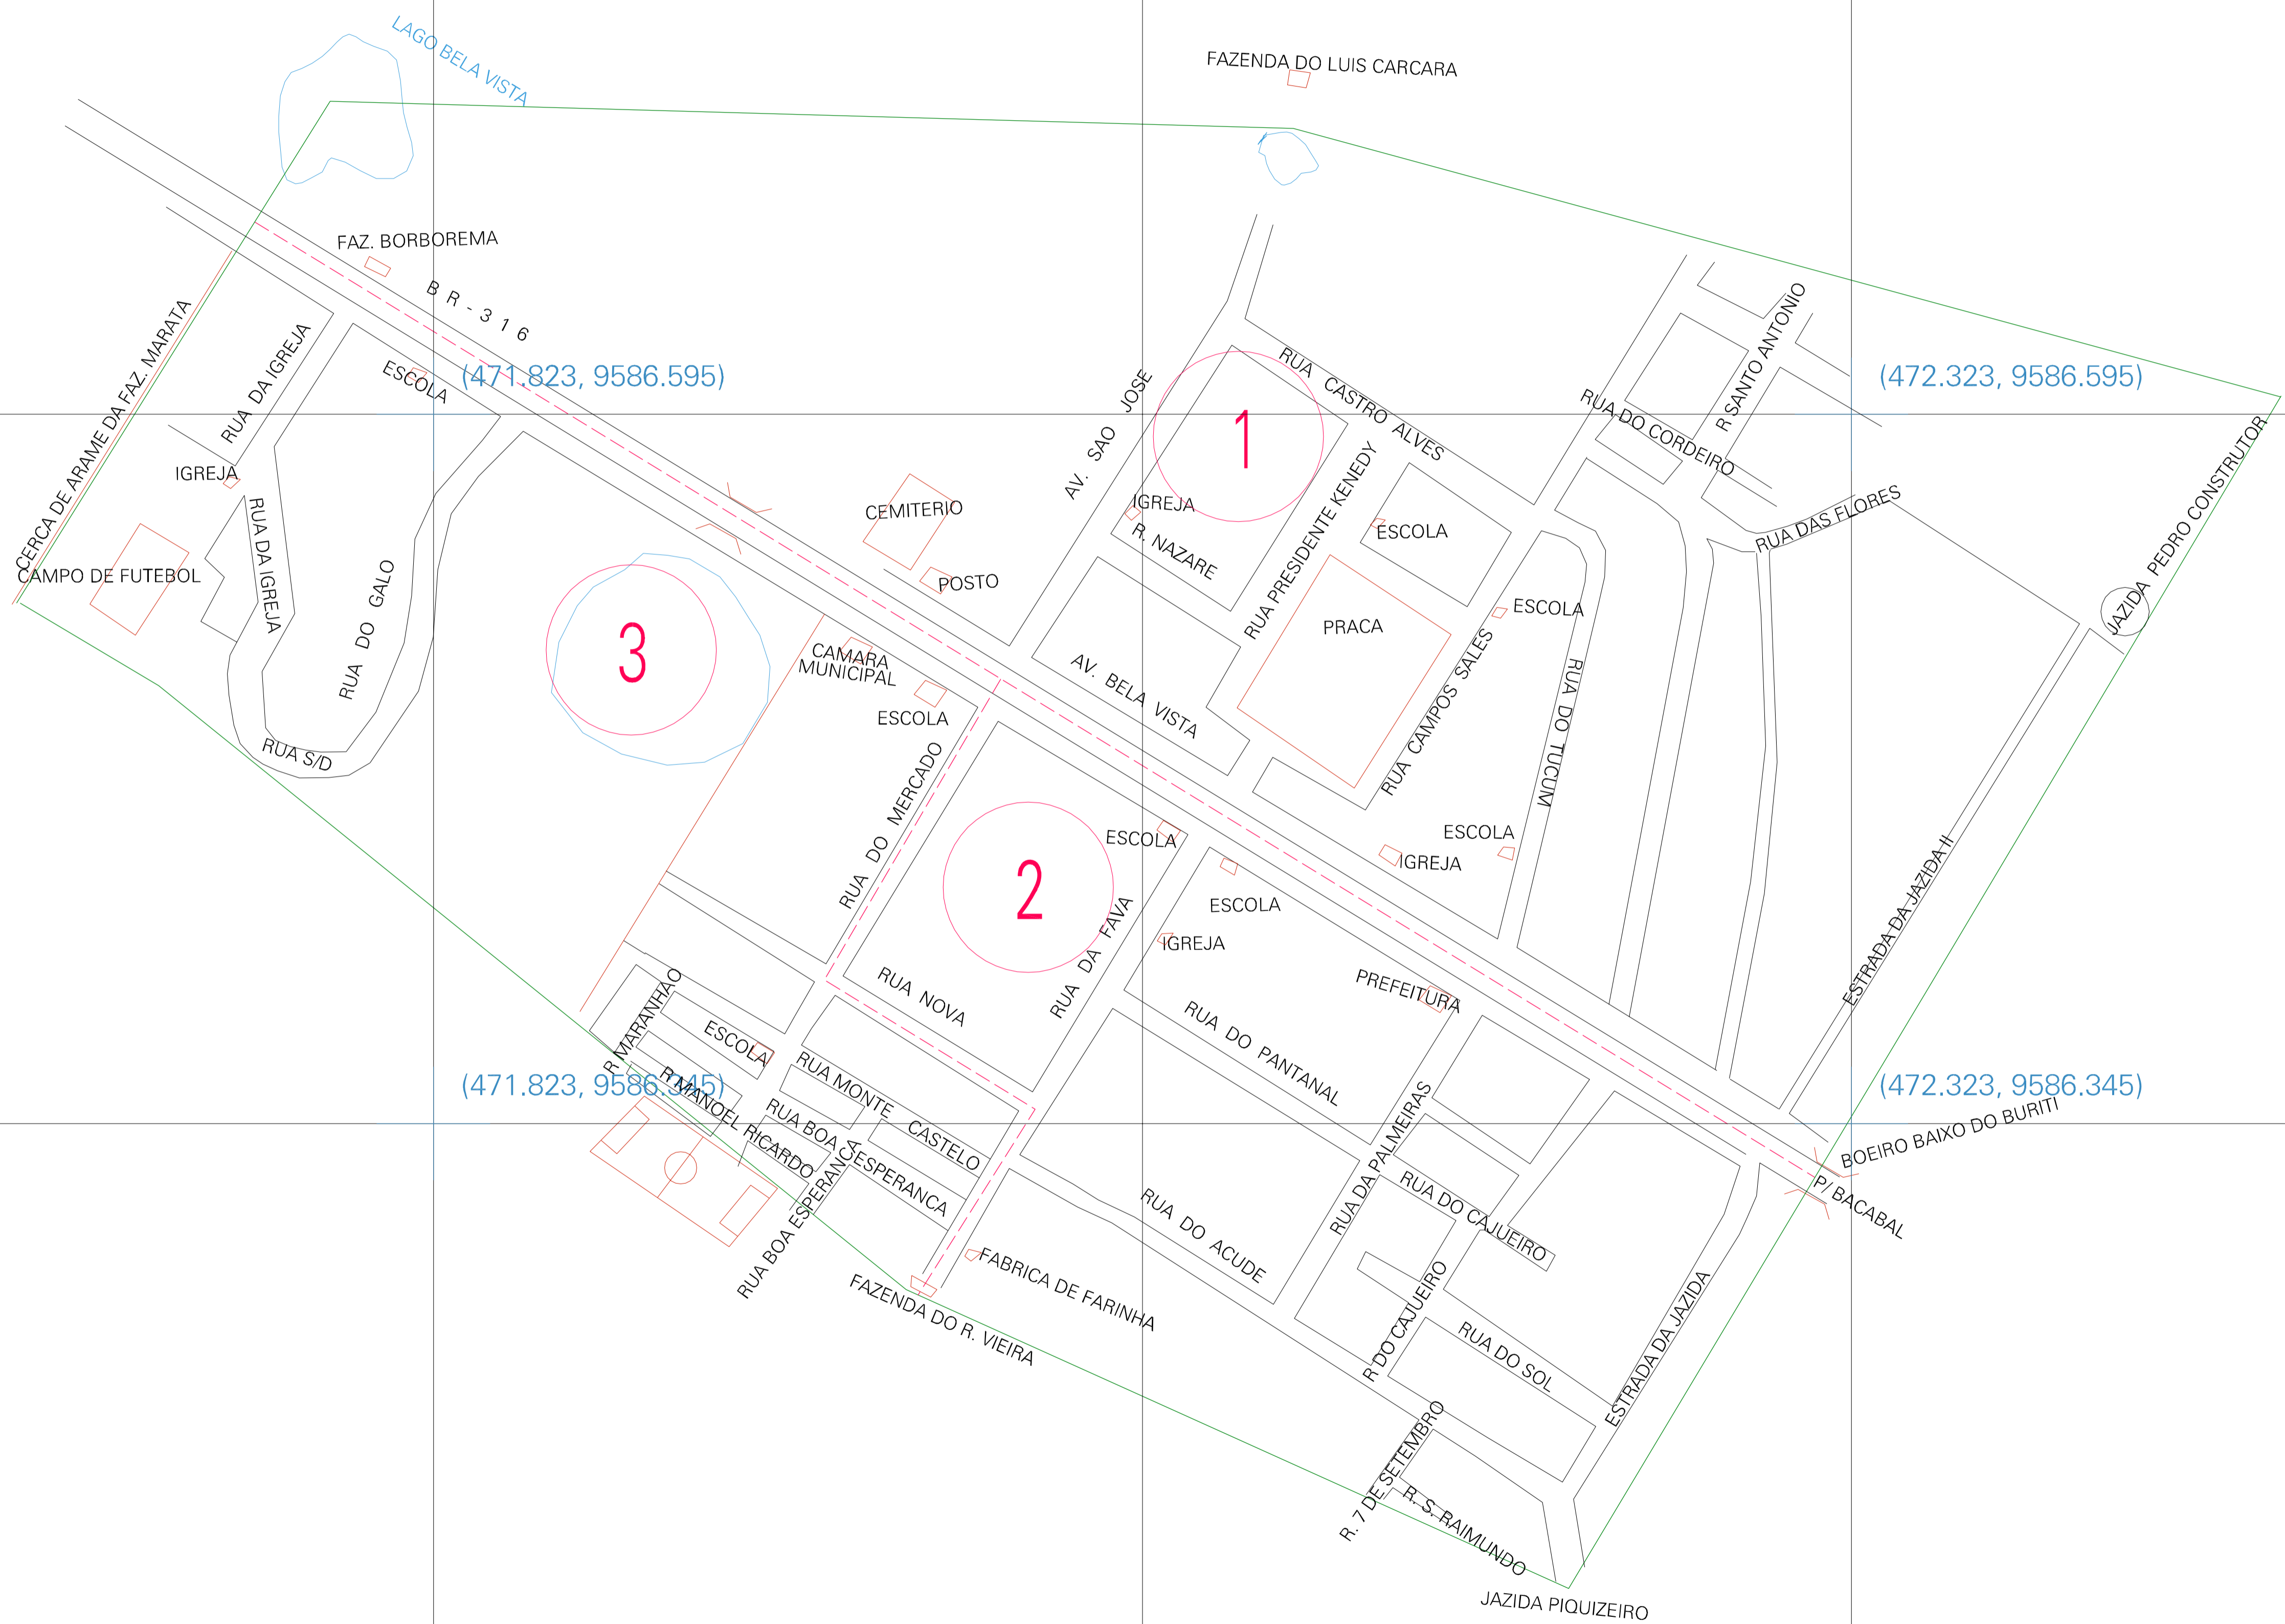 LAGO BELA VISTA
FAZENDA DO LUIS CARCARA
FAZ. BORBOREMA
B R - 3 1 6
CERCA DE ARAME DA FAZ. MARATA
RUA DA IGREJA
ESCOLA
(471.823, 9586.595)
(472.323, 9586.595)
AV. SAO JOSE
1
RUA CASTRO ALVES
R SANTO ANTONIO
RUA DO CORDEIRO
JAZIDA PEDRO CONSTRUTOR
IGREJA
RUA DA IGREJA
CAMPO DE FUTEBOL
RUA DO GALO
RUA S/D
CEMITERIO
POSTO
IGREJA
R. NAZARE
RUA PRESIDENTE KENEDY
ESCOLA
RUA DAS FLORES
PRACA
ESCOLA
3
CAMARA
MUNICIPAL
ESCOLA
AV. BELA VISTA
RUA CAMPOS SALES
RUA DO TUCUM
RUA DO MERCADO
2
ESCOLA
ESCOLA
IGREJA
ESCOLA
IGREJA
RUA DA FAVA
ESTRADA DA JAZIDA II
RUA NOVA
RUA DO PANTANAL
PREFEITURA
R MARANHAO
ESCOLA
(471.823, 9586.345)
(472.323, 9586.345)
R MANOEL RICARDO
RUA MONTE CASTELO
RUA BOA ESPERANCA
RUA BOA ESPERANCA
RUA DA PALMEIRAS
BOEIRO BAIXO DO BURITI
P/ BACABAL
RUA DO CAJUEIRO
RUA DO ACUDE
FABRICA DE FARINHA
FAZENDA DO R. VIEIRA
R DO CAJUEIRO
RUA DO SOL
ESTRADA DA JAZIDA
R. 7 DE SETEMBRO
R. S. RAIMUNDO
JAZIDA PIQUIZEIRO